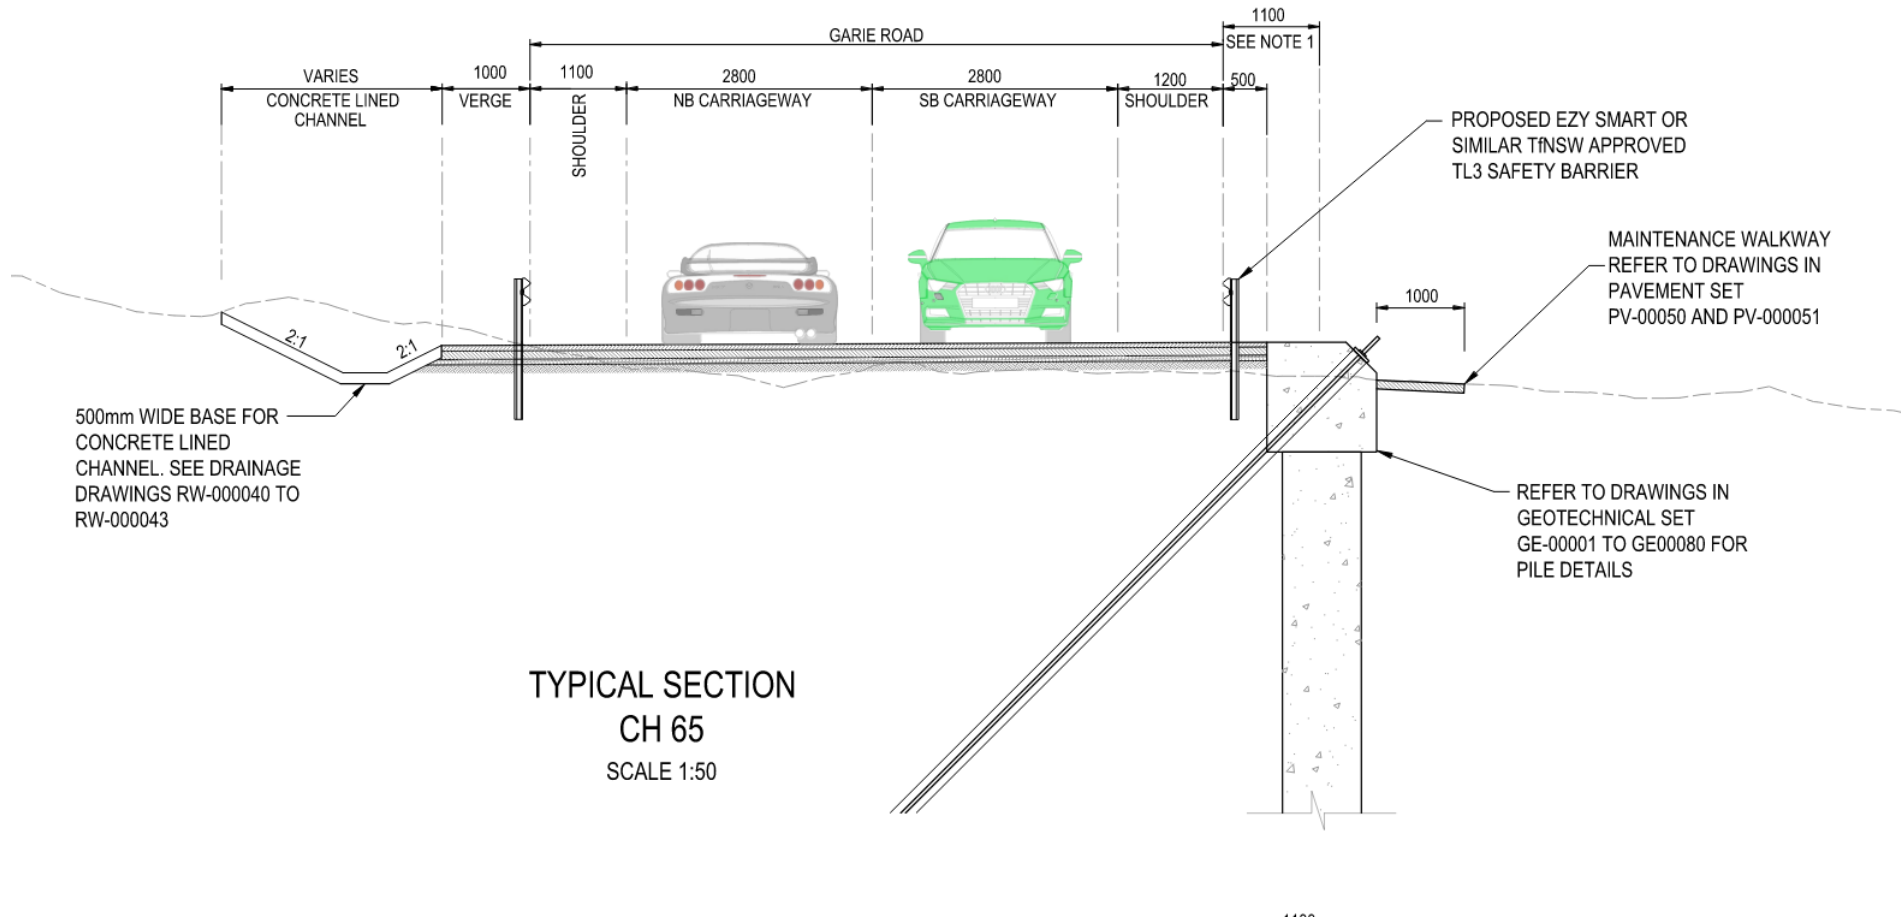 1100
GARIE ROAD
SEE NOTE 1
VARIES
1000
1100
2800
2800
1200
500
CONCRETE LINED
CHANNEL
VERGE
SHOULDER
NB CARRIAGEWAY
SB CARRIAGEWAY
SHOULDER
PROPOSED EZY SMART OR
SIMILAR TfNSW APPROVED
TL3 SAFETY BARRIER
MAINTENANCE WALKWAY
REFER TO DRAWINGS IN
PAVEMENT SET
PV-00050 AND PV-000051
1000
2:1
2:1
500mm WIDE BASE FOR
CONCRETE LINED
CHANNEL. SEE DRAINAGE
DRAWINGS RW-000040 TO
RW-000043
REFER TO DRAWINGS IN
GEOTECHNICAL SET
GE-00001 TO GE00080 FOR
PILE DETAILS
TYPICAL SECTION
CH 65
SCALE 1:50